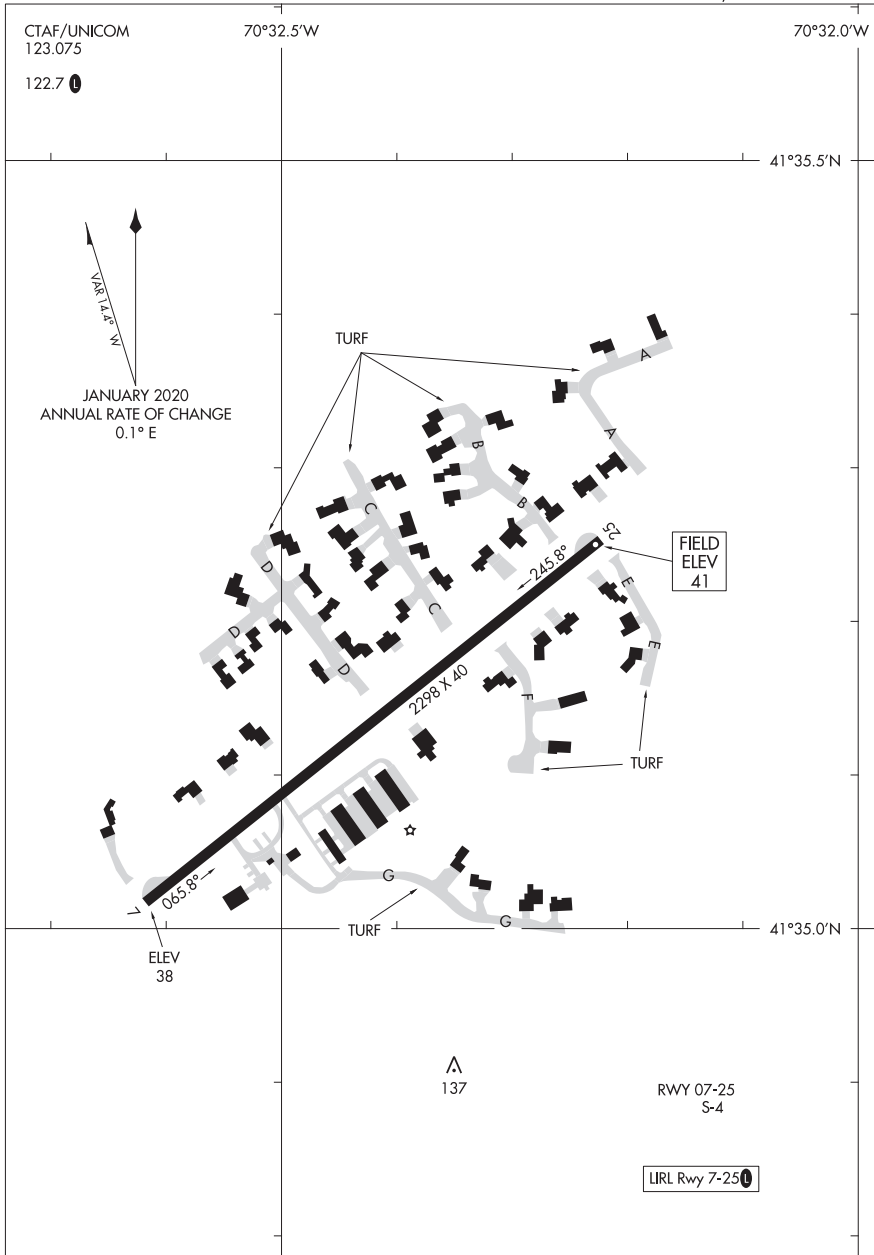 CTAF/UNICOM
123.075
122.7 L
70°32.5'W
70°32.0'W
41°35.5'N
VAR 14.4° W
JANUARY 2020
ANNUAL RATE OF CHANGE
0.1° E
TURF
A
A
B
B
C
C
D
D
D
25
245.8°
FIELD
ELEV
41
E
E
F
2298 X 40
TURF
065.8°
7
ELEV
38
G
G
TURF
41°35.0'N
137
RWY 07-25
S-4
LIRL Rwy 7-25 L